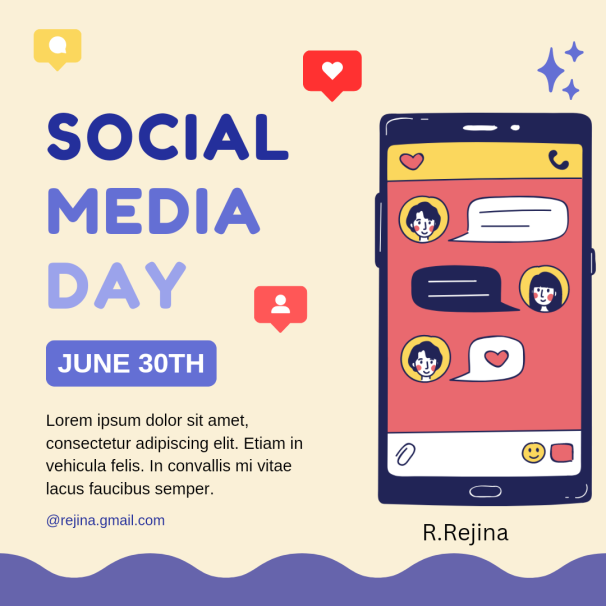 SOCIAL
MEDIA
DAY
JUNE 30TH
Lorem ipsum dolor sit amet,
consectetur adipiscing elit. Etiam in
vehicula felis. In convallis mi vitae
lacus faucibus semper.
@rejina.gmail.com
R.Rejina